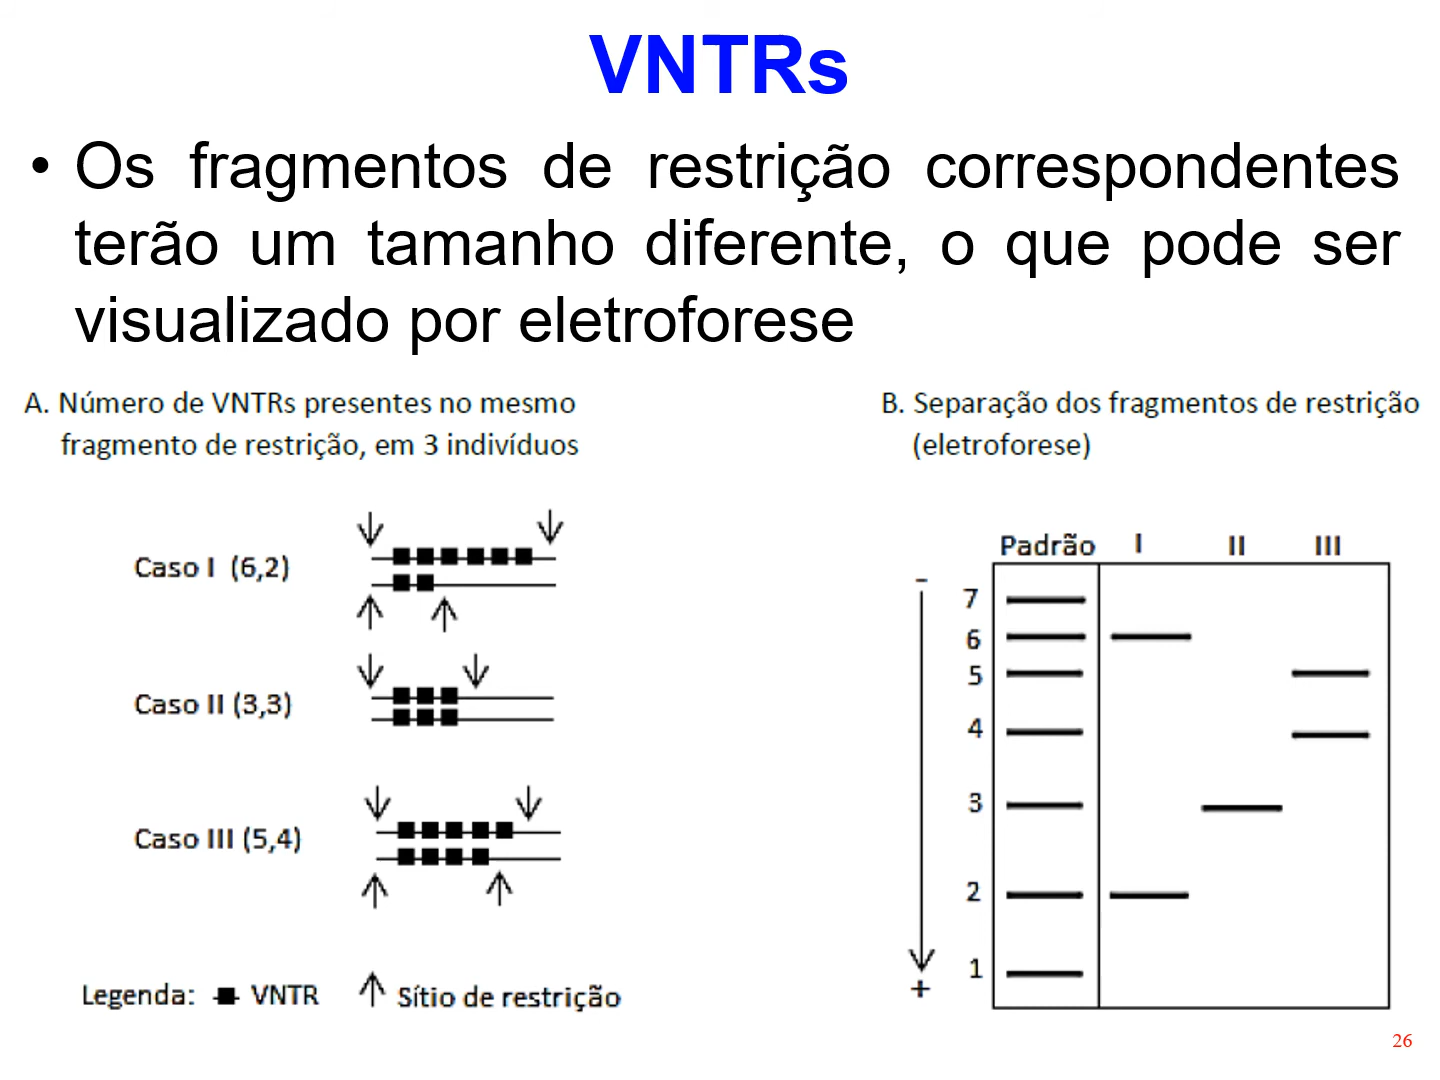 VNTRs
• Os fragmentos de restrição correspondentes
terão um tamanho diferente, o que pode ser
visualizado por eletroforese
A. Número de VNTRs presentes no mesmo
fragmento de restrição, em 3 indivíduos
B. Separação dos fragmentos de restrição
(eletroforese)
Caso I (6,2)
Caso II (3,3)
Caso III (5,4)
Legenda: VNTR Sítio de restrição
Padrão I II III
-
7
6
5
4
3
2
1
+
26